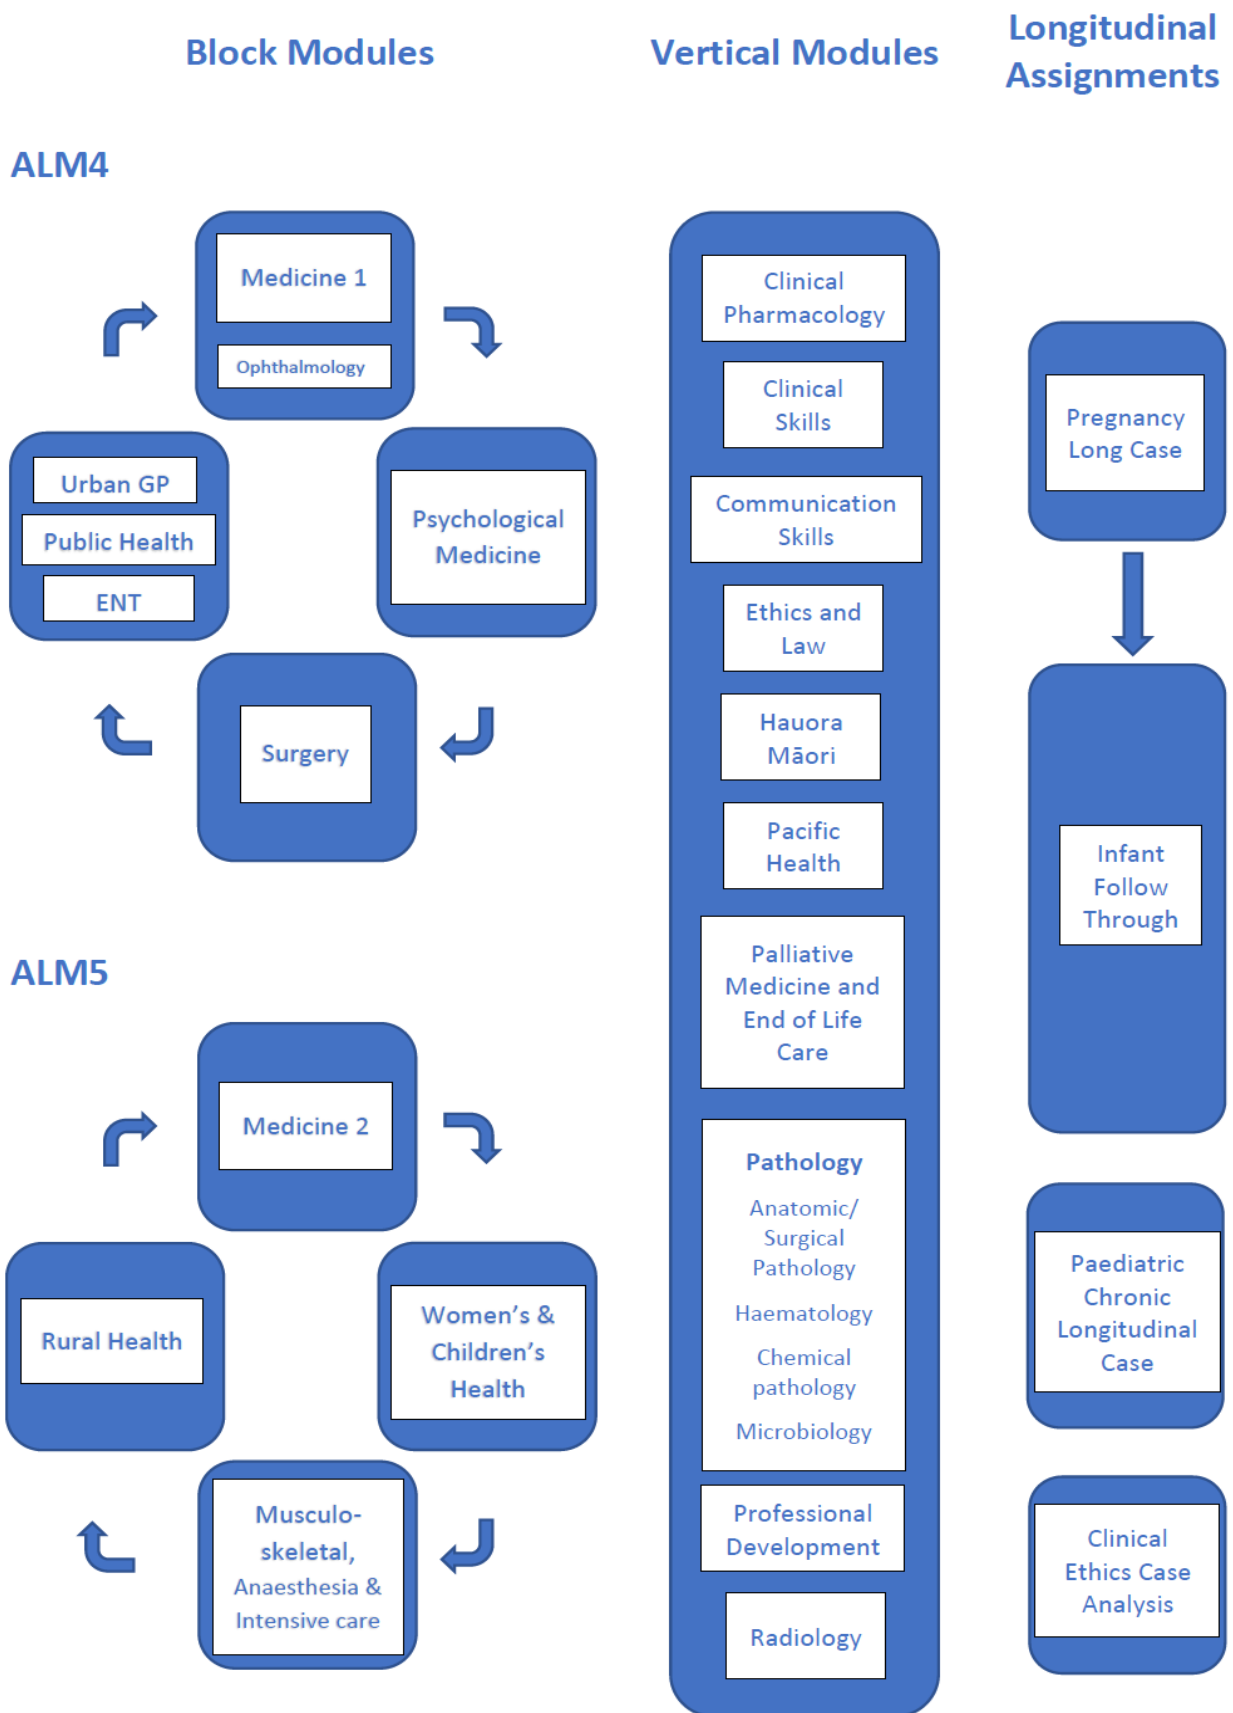 Block Modules
Vertical Modules
Longitudinal
Assignments
ALM4
Medicine 1
Ophthalmology
Urban GP
Public Health
ENT
Psychological
Medicine
Surgery
ALM5
Medicine 2
Rural Health
Women's &
Children's
Health
Musculo-
skeletal,
Anaesthesia &
Intensive care
Clinical
Pharmacology
Clinical
Skills
Communication
Skills
Ethics and
Law
Hauora
Māori
Pacific
Health
Palliative
Medicine and
End of Life
Care
Pathology
Anatomic/
Surgical
Pathology
Haematology
Chemical
pathology
Microbiology
Professional
Development
Radiology
Pregnancy
Long Case
Infant
Follow
Through
Paediatric
Chronic
Longitudinal
Case
Clinical
Ethics Case
Analysis